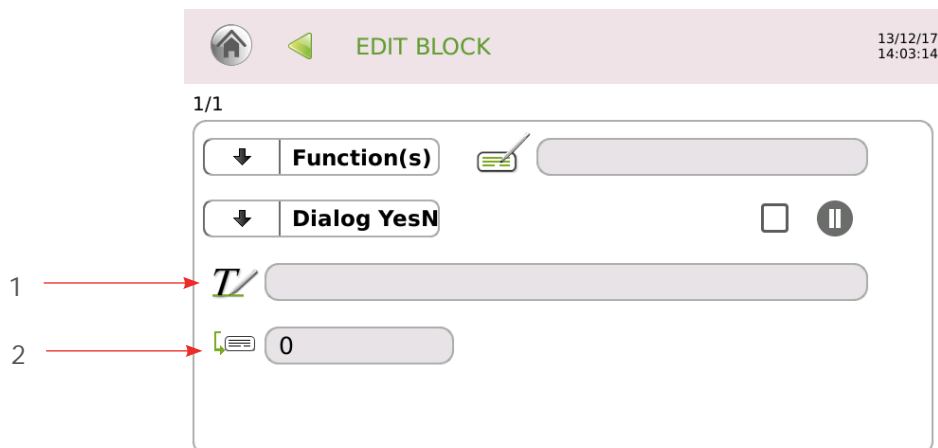 EDIT BLOCK
13/12/17
14:03:14
1/1
Function(s)
Dialog YesN
1
T
2
0